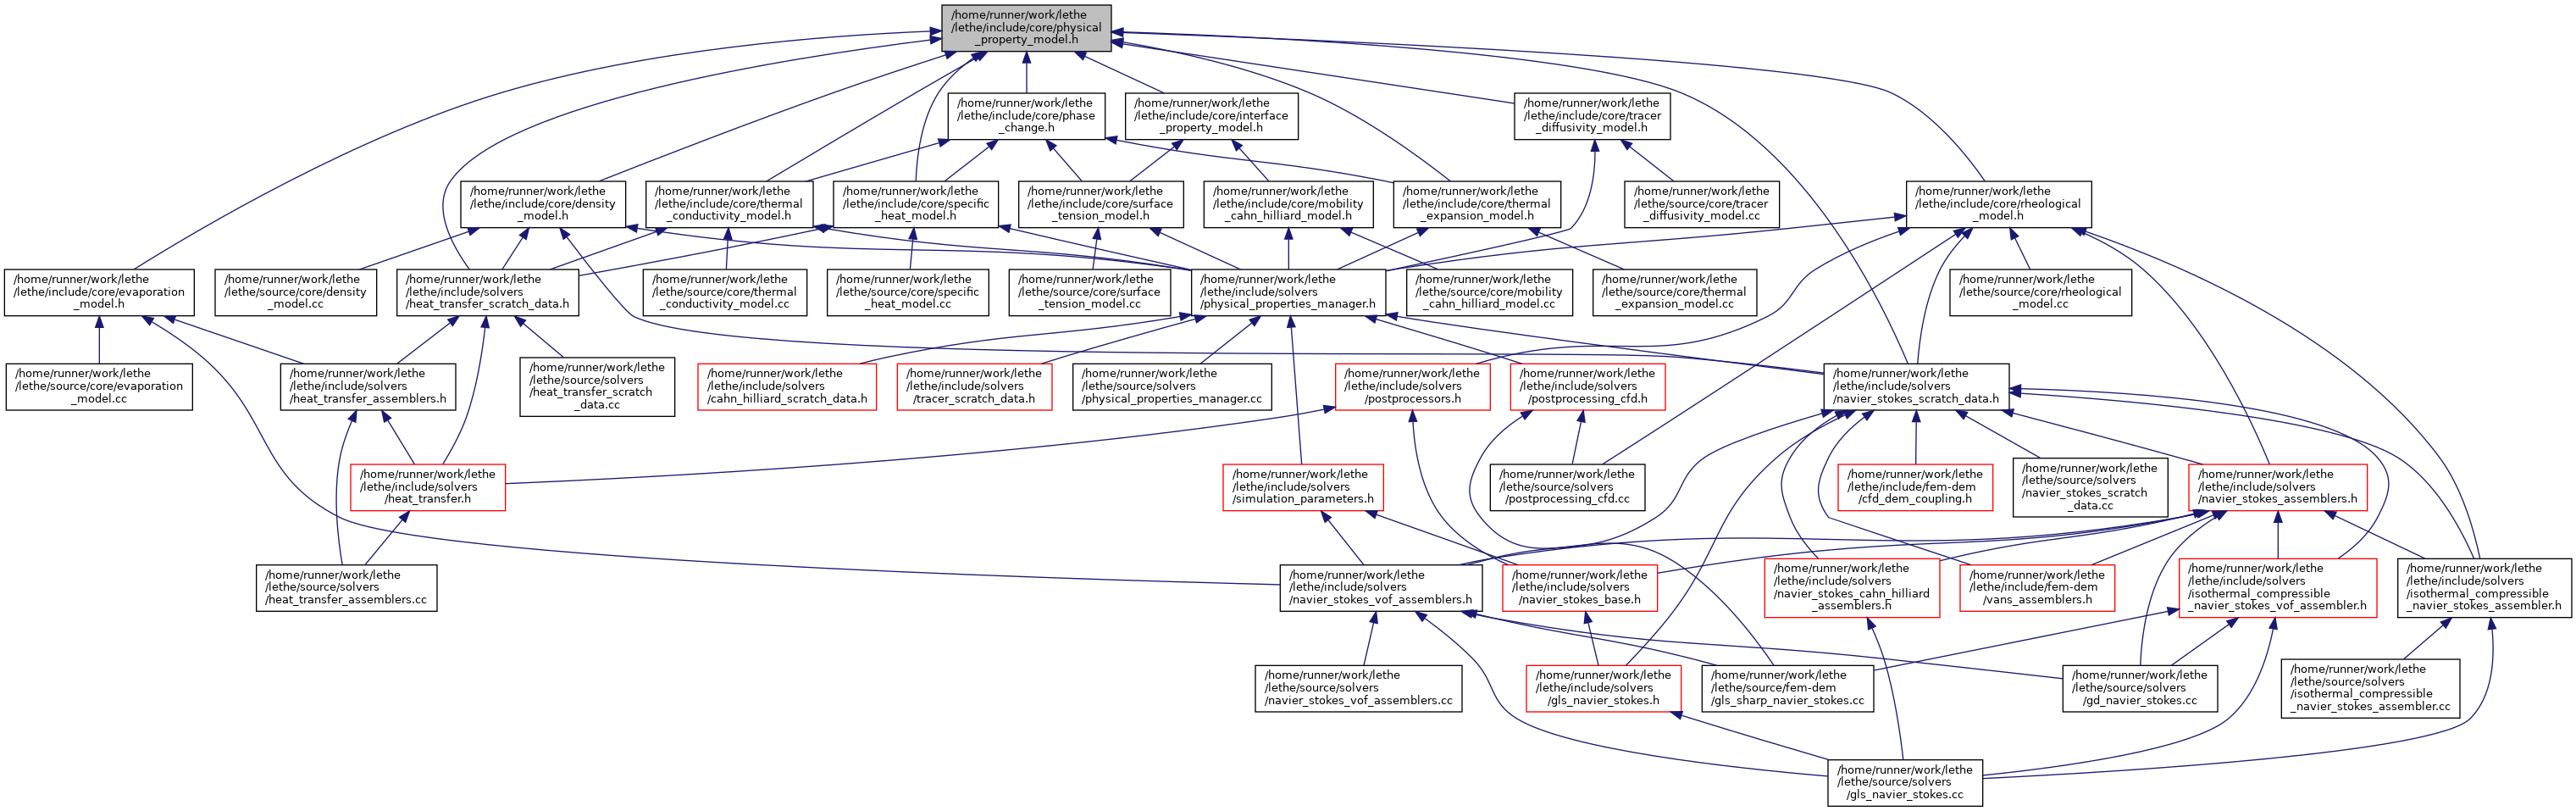 /home/runner/work/lethe
/lethe/include/core/physical
_property_model.h
/home/runner/work/lethe
/lethe/include/core/phase
_change.h
/home/runner/work/lethe
/lethe/include/core/interface
_property_model.h
/home/runner/work/lethe
/lethe/include/core/tracer
_diffusivity_model.h
/home/runner/work/lethe
/lethe/include/core/density
_model.h
/home/runner/work/lethe
/lethe/include/core/thermal
_conductivity_model.h
/home/runner/work/lethe
/lethe/include/core/specific
_heat_model.h
/home/runner/work/lethe
/lethe/include/core/surface
_tension_model.h
/home/runner/work/lethe
/lethe/include/core/mobility
_cahn_hilliard_model.h
/home/runner/work/lethe
/lethe/include/core/thermal
_expansion_model.h
/home/runner/work/lethe
/lethe/source/core/tracer
_diffusivity_model.cc
/home/runner/work/lethe
/lethe/include/core/rheological
_model.h
/home/runner/work/lethe
/lethe/include/core/evaporation
_model.h
/home/runner/work/lethe
/lethe/source/core/density
_model.cc
/home/runner/work/lethe
/lethe/include/solvers
/heat_transfer_scratch_data.h
/home/runner/work/lethe
/lethe/source/core/thermal
_conductivity_model.cc
/home/runner/work/lethe
/lethe/source/core/specific
_heat_model.cc
/home/runner/work/lethe
/lethe/source/core/surface
_tension_model.cc
/home/runner/work/lethe
/lethe/include/solvers
/physical_properties_manager.h
/home/runner/work/lethe
/lethe/source/core/mobility
_cahn_hilliard_model.cc
/home/runner/work/lethe
/lethe/source/core/thermal
_expansion_model.cc
/home/runner/work/lethe
/lethe/source/core/rheological
_model.cc
/home/runner/work/lethe
/lethe/source/core/evaporation
_model.cc
/home/runner/work/lethe
/lethe/include/solvers
/heat_transfer_assemblers.h
/home/runner/work/lethe
/lethe/source/solvers
/heat_transfer_scratch
_data.cc
/home/runner/work/lethe
/lethe/include/solvers
/cahn_hilliard_scratch_data.h
/home/runner/work/lethe
/lethe/include/solvers
/tracer_scratch_data.h
/home/runner/work/lethe
/lethe/source/solvers
/physical_properties_manager.cc
/home/runner/work/lethe
/lethe/include/solvers
/postprocessors.h
/home/runner/work/lethe
/lethe/include/solvers
/postprocessing_cfd.h
/home/runner/work/lethe
/lethe/include/solvers
/navier_stokes_scratch_data.h
/home/runner/work/lethe
/lethe/include/solvers
/heat_transfer.h
/home/runner/work/lethe
/lethe/include/solvers
/simulation_parameters.h
/home/runner/work/lethe
/lethe/source/solvers
/postprocessing_cfd.cc
/home/runner/work/lethe
/lethe/include/fem-dem
/cfd_dem_coupling.h
/home/runner/work/lethe
/lethe/source/solvers
/navier_stokes_scratch
_data.cc
/home/runner/work/lethe
/lethe/include/solvers
/navier_stokes_assemblers.h
/home/runner/work/lethe
/lethe/source/solvers
/heat_transfer_assemblers.cc
/home/runner/work/lethe
/lethe/include/solvers
/navier_stokes_vof_assemblers.h
/home/runner/work/lethe
/lethe/include/solvers
/navier_stokes_base.h
/home/runner/work/lethe
/lethe/include/solvers
/navier_stokes_cahn_hilliard
_assemblers.h
/home/runner/work/lethe
/lethe/include/fem-dem
/vans_assemblers.h
/home/runner/work/lethe
/lethe/include/solvers
/isothermal_compressible
_navier_stokes_vof_assembler.h
/home/runner/work/lethe
/lethe/include/solvers
/isothermal_compressible
_navier_stokes_assembler.h
/home/runner/work/lethe
/lethe/source/solvers
/navier_stokes_vof_assemblers.cc
/home/runner/work/lethe
/lethe/include/solvers
/gls_navier_stokes.h
/home/runner/work/lethe
/lethe/source/fem-dem
/gls_sharp_navier_stokes.cc
/home/runner/work/lethe
/lethe/source/solvers
/gd_navier_stokes.cc
/home/runner/work/lethe
/lethe/source/solvers
/isothermal_compressible
_navier_stokes_assembler.cc
/home/runner/work/lethe
/lethe/source/solvers
/gls_navier_stokes.cc